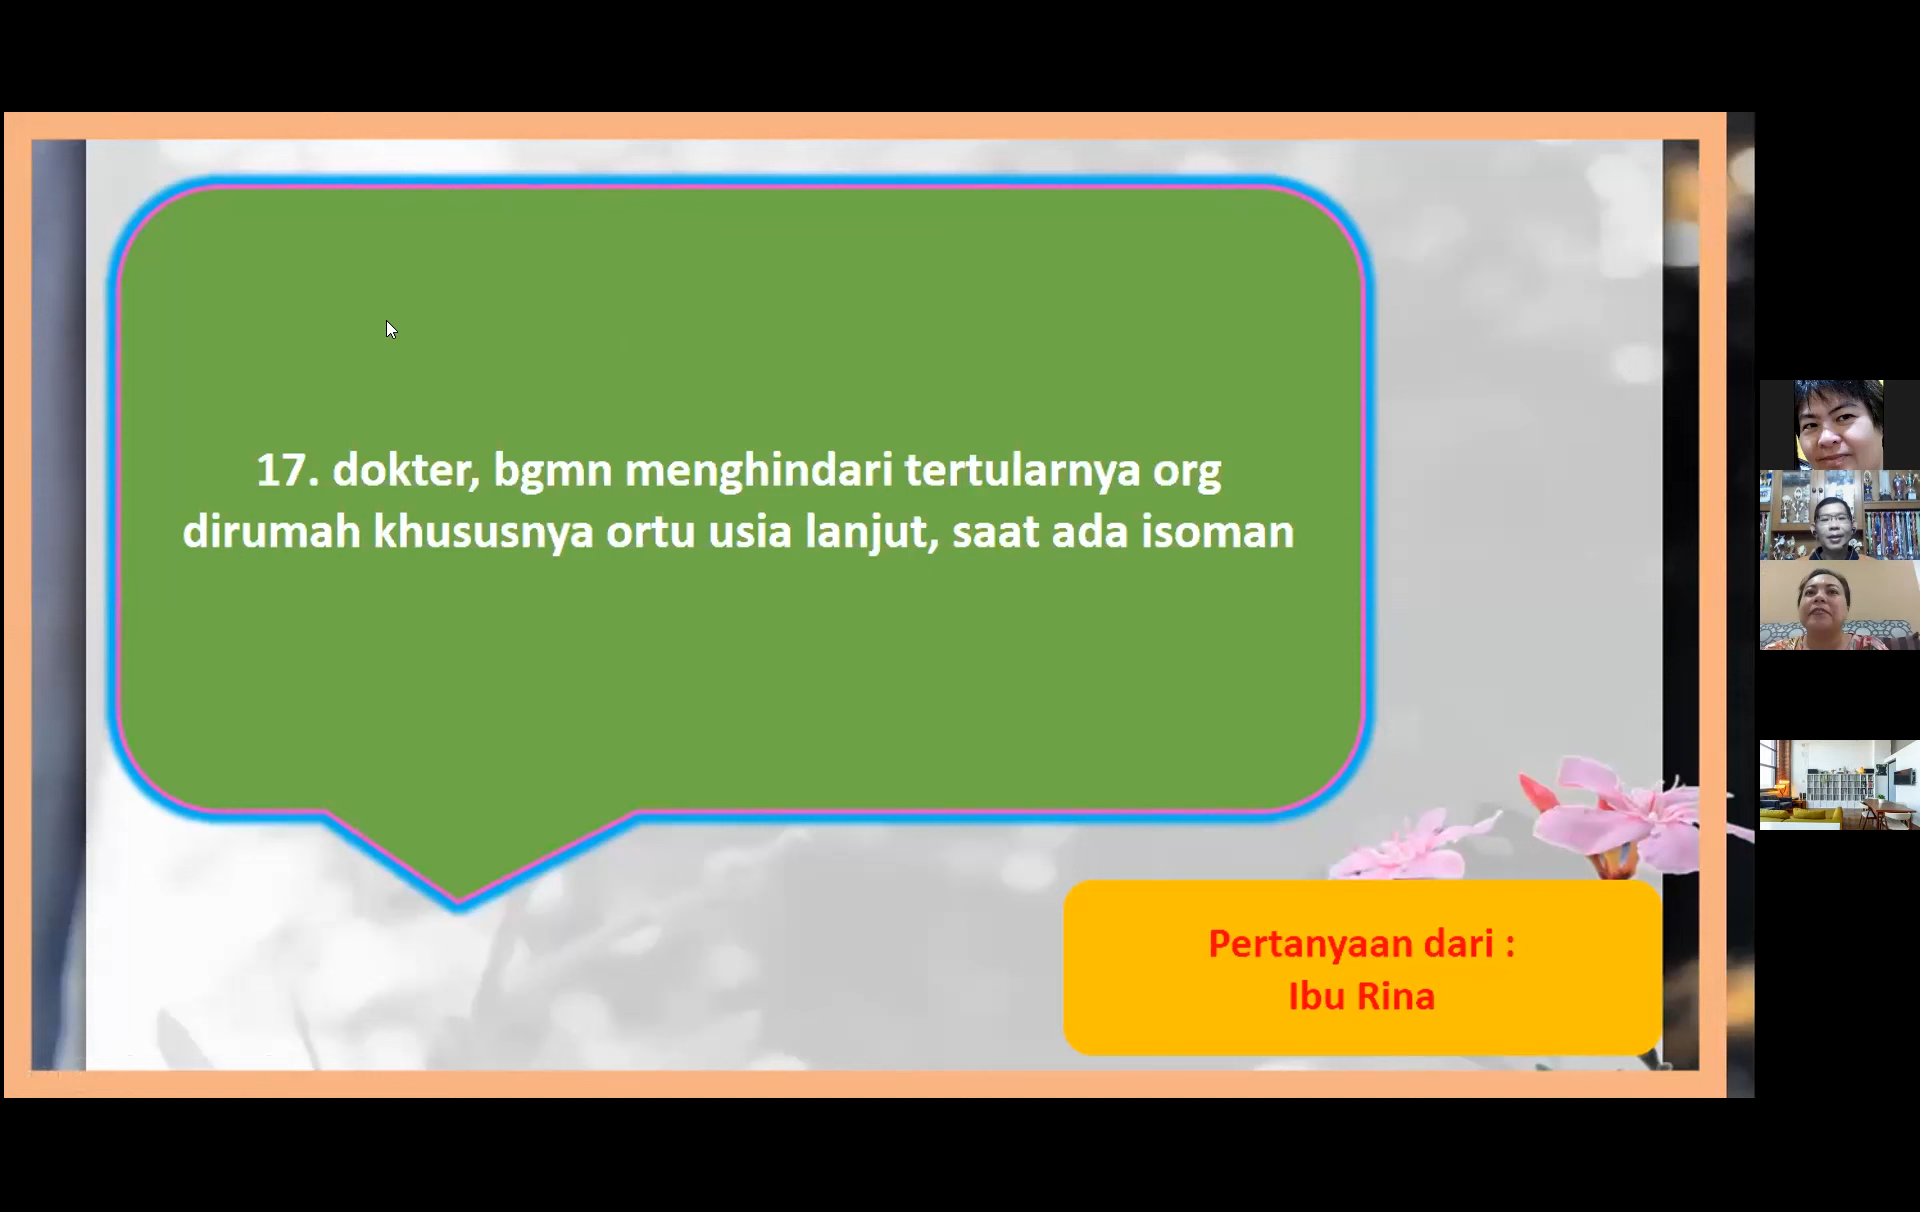 17. dokter, bgmn menghindari tertularnya org
dirumah khususnya ortu usia lanjut, saat ada isoman
Pertanyaan dari :
Ibu Rina